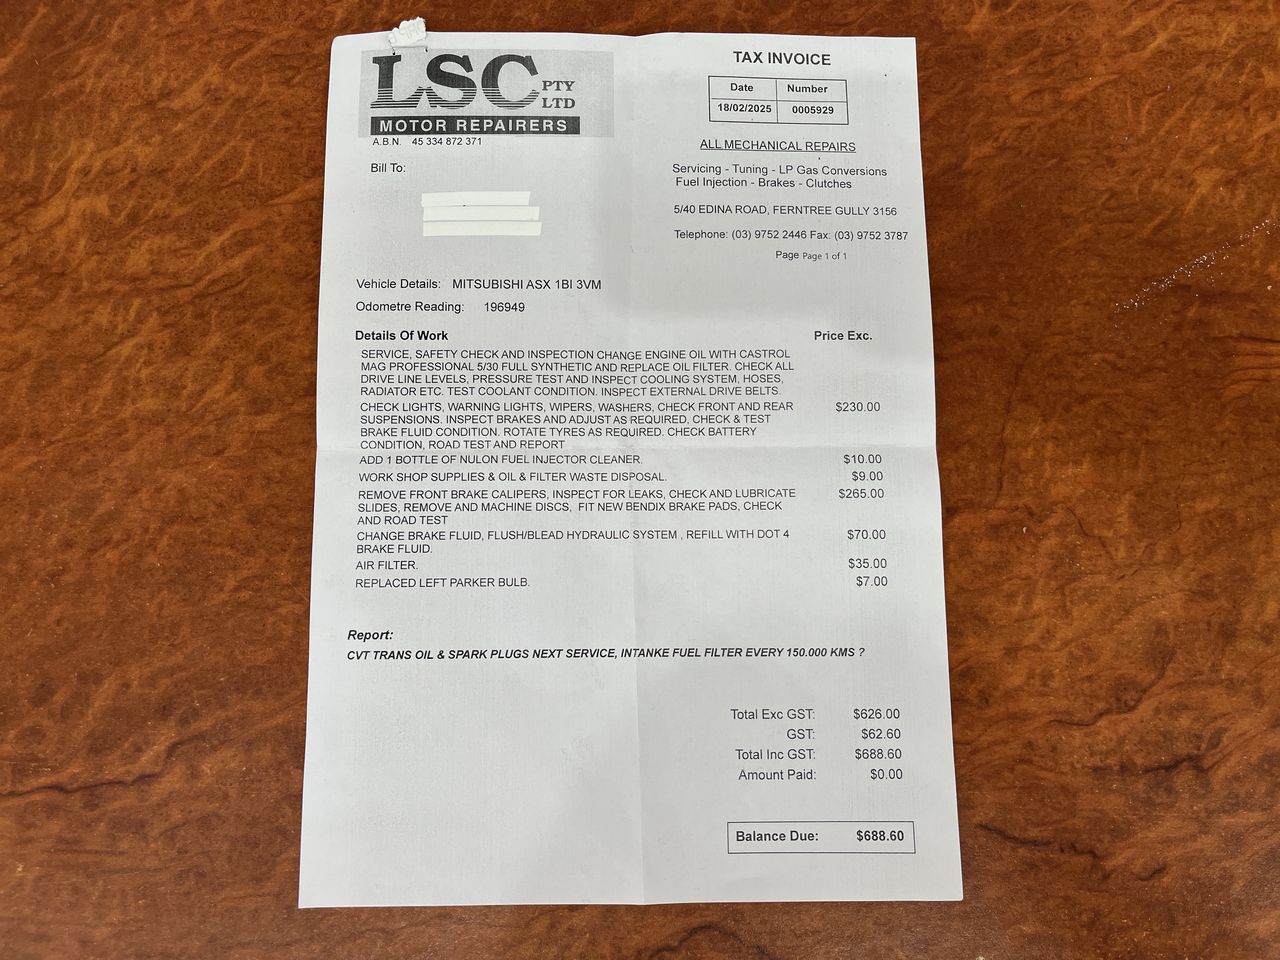 LSC PTY LTD
MOTOR REPAIRERS
A.B.N. 45 334 872 371
Bill To:
TAX INVOICE
Date Number
18/02/2025 0005929
ALL MECHANICAL REPAIRS
Servicing - Tuning - LP Gas Conversions
Fuel Injection - Brakes - Clutches
5/40 EDINA ROAD, FERNTREE GULLY 3156
Telephone: (03) 9752 2446 Fax: (03) 9752 3787
Page Page 1 of 1
Vehicle Details: MITSUBISHI ASX 1BI 3VM
Odometre Reading: 196949
Details Of Work Price Exc.
SERVICE, SAFETY CHECK AND INSPECTION CHANGE ENGINE OIL WITH CASTROL
MAG PROFESSIONAL 5/30 FULL SYNTHETIC AND REPLACE OIL FILTER. CHECK ALL
DRIVE LINE LEVELS, PRESSURE TEST AND INSPECT COOLING SYSTEM, HOSES,
RADIATOR ETC. TEST COOLANT CONDITION. INSPECT EXTERNAL DRIVE BELTS.
CHECK LIGHTS, WARNING LIGHTS, WIPERS, WASHERS, CHECK FRONT AND REAR $230.00
SUSPENSIONS. INSPECT BRAKES AND ADJUST AS REQUIRED, CHECK & TEST
BRAKE FLUID CONDITION. ROTATE TYRES AS REQUIRED. CHECK BATTERY
CONDITION, ROAD TEST AND REPORT
ADD 1 BOTTLE OF NULON FUEL INJECTOR CLEANER. $10.00
WORK SHOP SUPPLIES & OIL & FILTER WASTE DISPOSAL. $9.00
REMOVE FRONT BRAKE CALIPERS, INSPECT FOR LEAKS, CHECK AND LUBRICATE $265.00
SLIDES, REMOVE AND MACHINE DISCS, FIT NEW BENDIX BRAKE PADS, CHECK
AND ROAD TEST
CHANGE BRAKE FLUID, FLUSH/BLEAD HYDRAULIC SYSTEM , REFILL WITH DOT 4 $70.00
BRAKE FLUID.
AIR FILTER. $35.00
REPLACED LEFT PARKER BULB. $7.00
Report:
CVT TRANS OIL & SPARK PLUGS NEXT SERVICE, INTANKE FUEL FILTER EVERY 150.000 KMS ?
Total Exc GST: $626.00
GST: $62.60
Total Inc GST: $688.60
Amount Paid: $0.00
Balance Due: $688.60